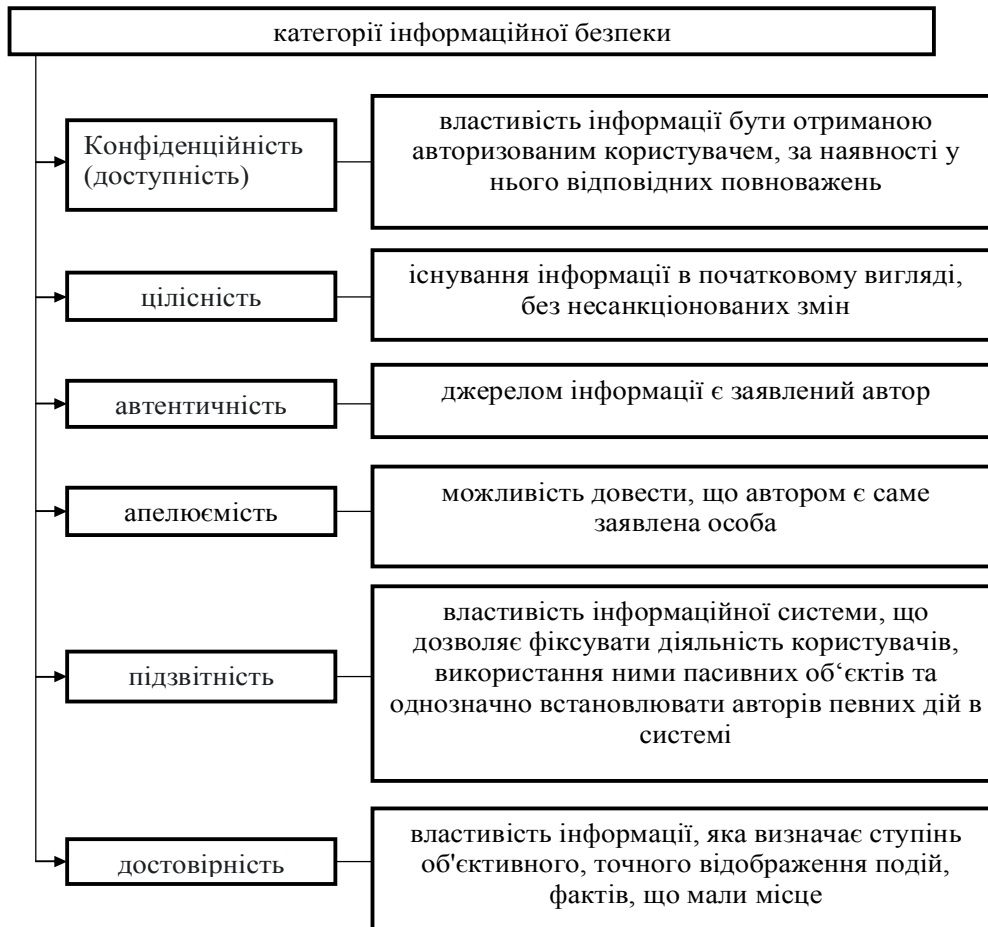 категорії інформаційної безпеки
Конфіденційність
(доступність)
властивість інформації бути отриманою
авторизованим користувачем, за наявності у
нього відповідних повноважень
цілісність
існування інформації в початковому вигляді,
без несанкціонованих змін
автентичність
джерелом інформації є заявлений автор
апелюємість
можливість довести, що автором є саме
заявлена особа
підзвітність
властивість інформаційної системи, що
дозволяє фіксувати діяльність користувачів,
використання ними пасивних об‘єктів та
однозначно встановлювати авторів певних дій в
системі
достовірність
властивість інформації, яка визначає ступінь
об'єктивного, точного відображення подій,
фактів, що мали місце